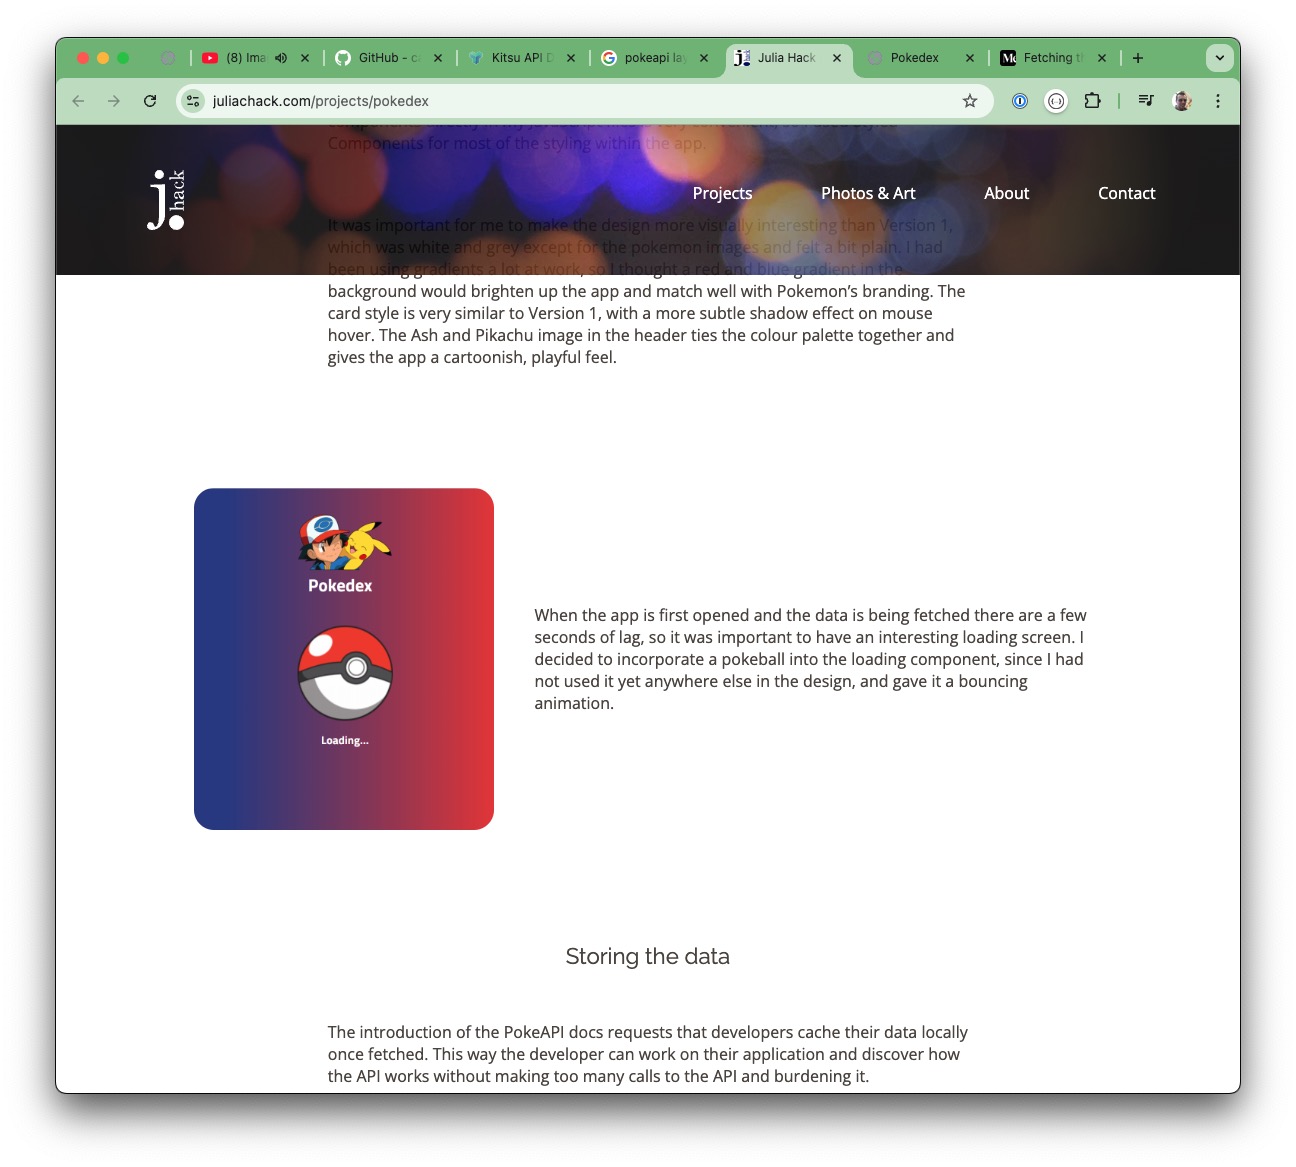 (8) Ima
GitHub - c
Kitsu API D
pokeapi lay
Julia Hack
Pokedex
Fetching t
juliachack.com/projects/pokedex
Components for most of the styling within the app.
j.hack
Projects
Photos & Art
About
Contact
It was important for me to make the design more visually interesting than Version 1,
which was white and grey except for the pokemon images and felt a bit plain. I had
been using gradients a lot at work, so I thought a red and blue gradient in the
background would brighten up the app and match well with Pokemon’s branding. The
card style is very similar to Version 1, with a more subtle shadow effect on mouse
hover. The Ash and Pikachu image in the header ties the colour palette together and
gives the app a cartoonish, playful feel.
Pokedex
Loading...
When the app is first opened and the data is being fetched there are a few
seconds of lag, so it was important to have an interesting loading screen. I
decided to incorporate a pokeball into the loading component, since I had
not used it yet anywhere else in the design, and gave it a bouncing
animation.
Storing the data
The introduction of the PokeAPI docs requests that developers cache their data locally
once fetched. This way the developer can work on their application and discover how
the API works without making too many calls to the API and burdening it.